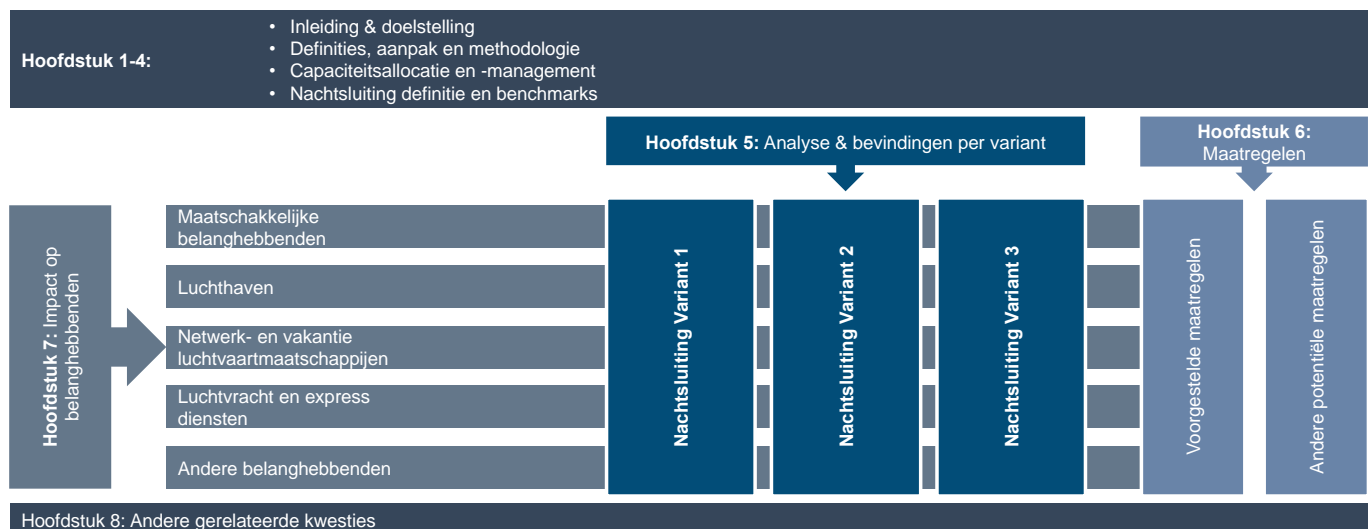 Hoofdstuk 1-4:
• Inleiding & doelstelling
• Definities, aanpak en methodologie
• Capaciteitsallocatie en -management
• Nachtsluiting definitie en benchmarks
Hoofdstuk 5: Analyse & bevindingen per variant
Hoofdstuk 6:
Maatregelen
Hoofdstuk 7: Impact op
belanghebbenden
Maatschakkelijke
belanghebbenden
Luchthaven
Netwerk- en vakantie
luchtvaartmaatschappijen
Luchtvracht en express
diensten
Andere belanghebbenden
Nachtsluiting Variant 1
Nachtsluiting Variant 2
Nachtsluiting Variant 3
Voorgestelde maatregelen
Andere potentiële maatregelen
Hoofdstuk 8: Andere gerelateerde kwesties